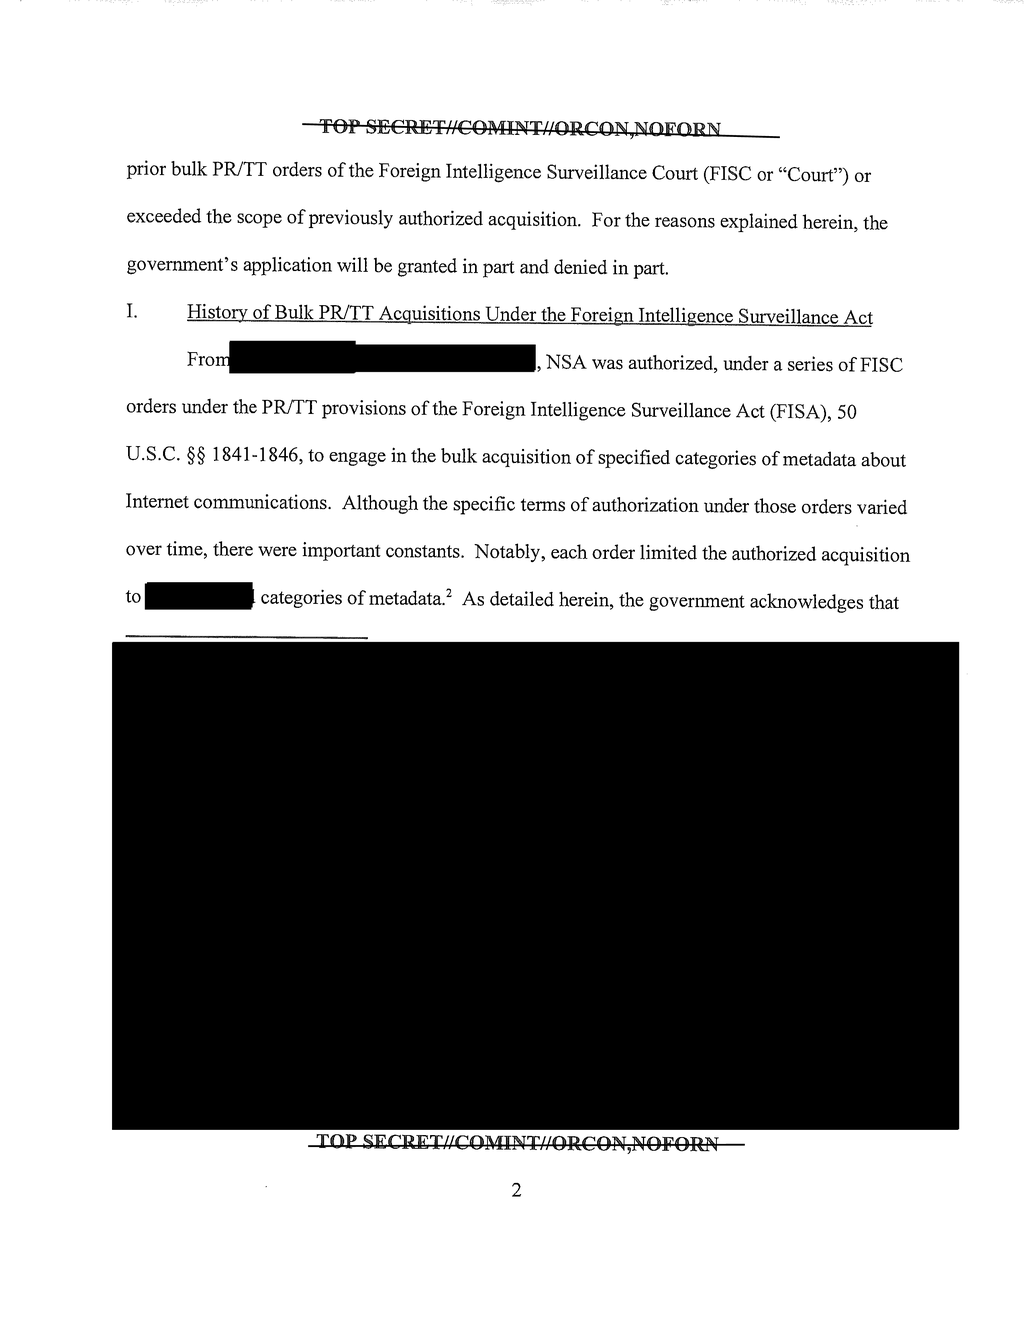 TOP SECRET//COMINT//ORCON,NOFORN
prior bulk PR/TT orders of the Foreign Intelligence Surveillance Court (FISC or “Court”) or
exceeded the scope of previously authorized acquisition.  For the reasons explained herein, the
government’s application will be granted in part and denied in part.
I. History of Bulk PR/TT Acquisitions Under the Foreign Intelligence Surveillance Act
From , NSA was authorized, under a series of FISC
orders under the PR/TT provisions of the Foreign Intelligence Surveillance Act (FISA), 50
U.S.C. §§ 1841-1846, to engage in the bulk acquisition of specified categories of metadata about
Internet communications.  Although the specific terms of authorization under those orders varied
over time, there were important constants.  Notably, each order limited the authorized acquisition
to categories of metadata.²  As detailed herein, the government acknowledges that
TOP SECRET//COMINT//ORCON,NOFORN
2